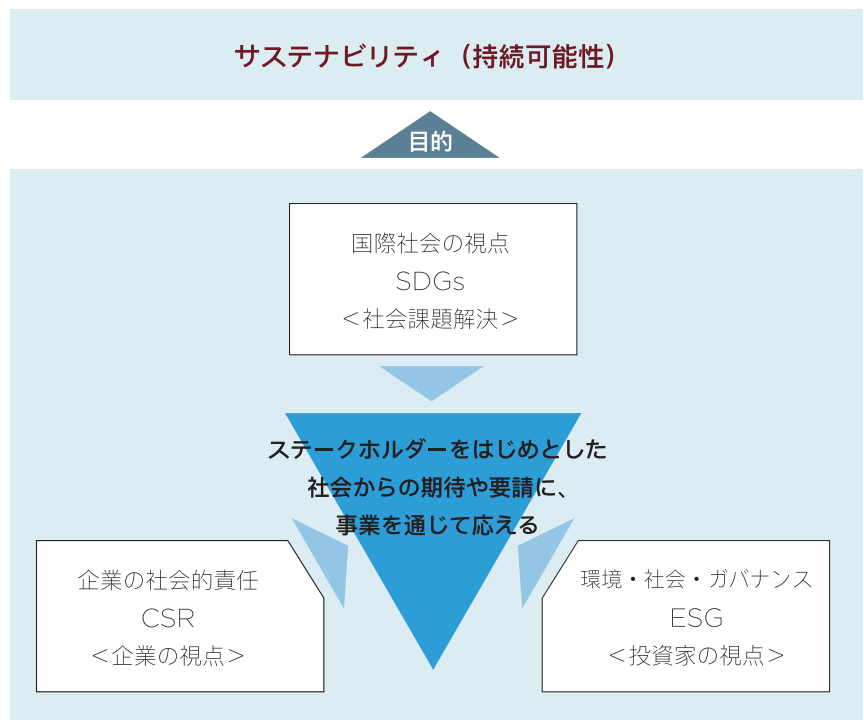 サステナビリティ（持続可能性）
目的
国際社会の視点
SDGs
＜社会課題解決＞
ステークホルダーをはじめとした
社会からの期待や要請に、
事業を通じて応える
企業の社会的責任
CSR
＜企業の視点＞
環境・社会・ガバナンス
ESG
＜投資家の視点＞